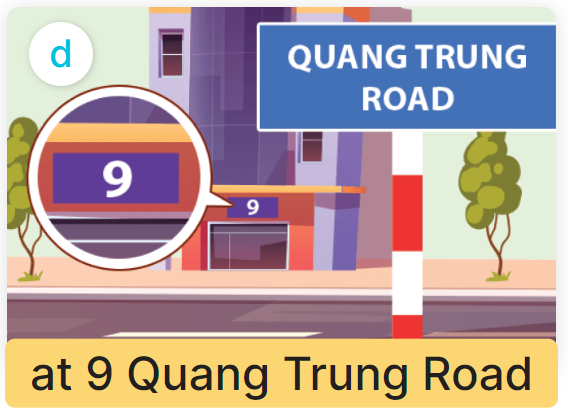 d
QUANG TRUNG
ROAD
9
9
at 9 Quang Trung Road